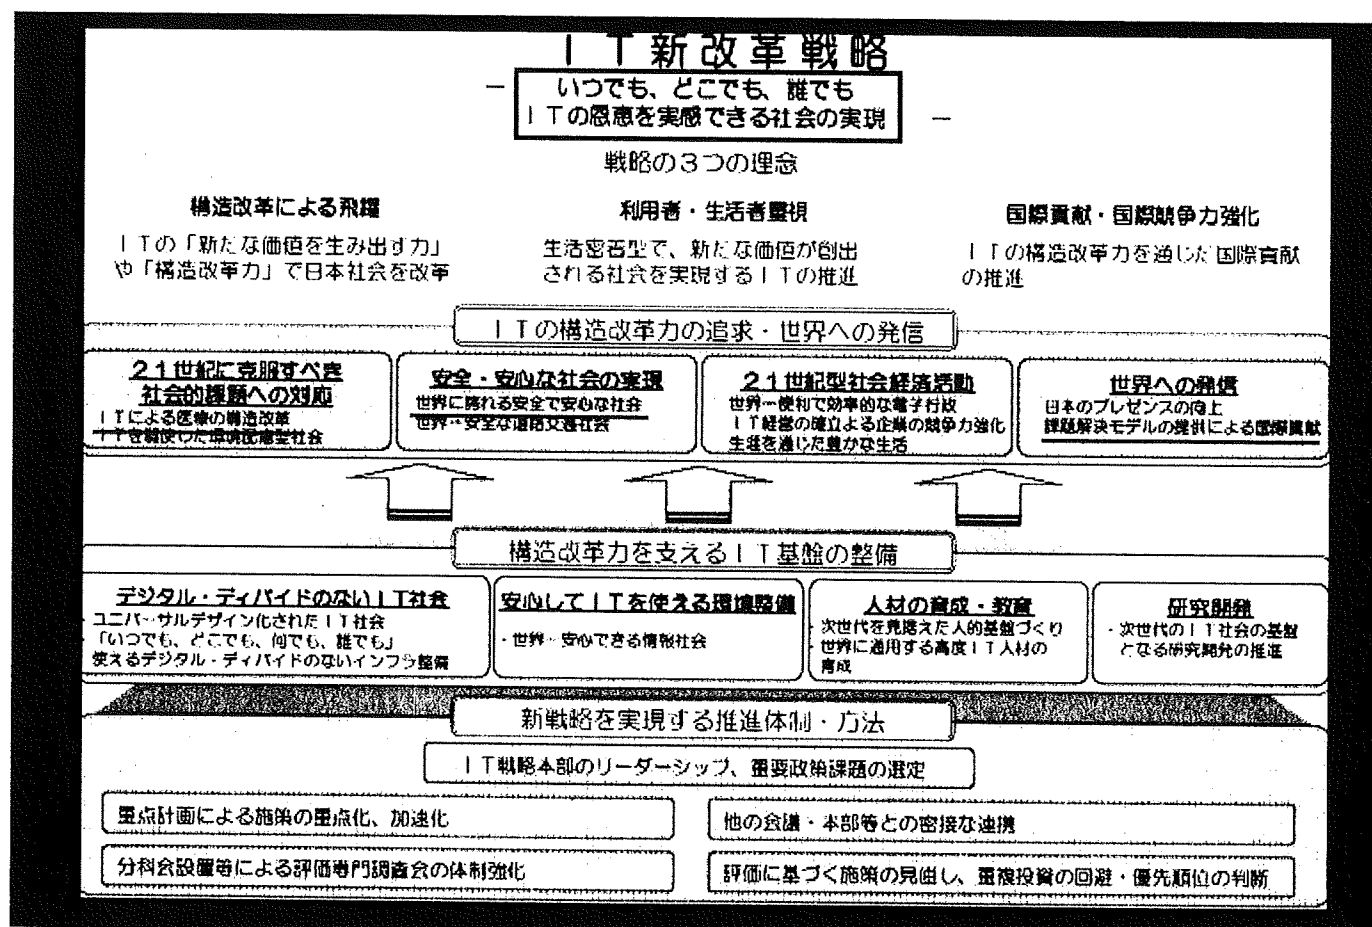 IT新改革戦略
いつでも、どこでも、誰でも
ITの恩恵を実感できる社会の実現
戦略の3つの理念
構造改革による飛躍
ITの「新たな価値を生み出す力」
や「構造改革力」で日本社会を改革
利用者・生活者重視
生活密着型で、新たな価値が創出
される社会を実現するITの推進
国際貢献・国際競争力強化
ITの構造改革力を通じた国際貢献
の推進
ITの構造改革力の追求・世界への発信
21世紀に克服すべき
社会的課題への対応
ITによる医療の構造改革
ITを駆使した環境配慮型社会
安全・安心な社会の実現
世界に誇れる安全で安心な社会
世界一安全な道路交通社会
21世紀型社会経済活動
世界一便利で効率的な電子行政
IT経営の確立よる企業の競争力強化
生涯を通じた豊かな生活
世界への発信
日本のプレゼンスの向上
課題解決モデルの提供による国際貢献
構造改革力を支えるIT基盤の整備
デジタル・ディバイドのないIT社会
・ユニバーサルデザイン化されたIT社会
・「いつでも、どこでも、何でも、誰でも」
使えるデジタル・ディバイドのないインフラ整備
安心してITを使える環境整備
・世界一安心できる情報社会
人材の育成・教育
・次世代を見据えた人的基盤づくり
・世界に通用する高度IT人材の
育成
研究開発
・次世代のIT社会の基盤
となる研究開発の推進
新戦略を実現する推進体制・方法
IT戦略本部のリーダーシップ、重要政策課題の選定
重点計画による施策の重点化、加速化
他の会議・本部等との密接な連携
分科会設置等による評価専門調査会の体制強化
評価に基づく施策の見直し、重複投資の回避・優先順位の判断